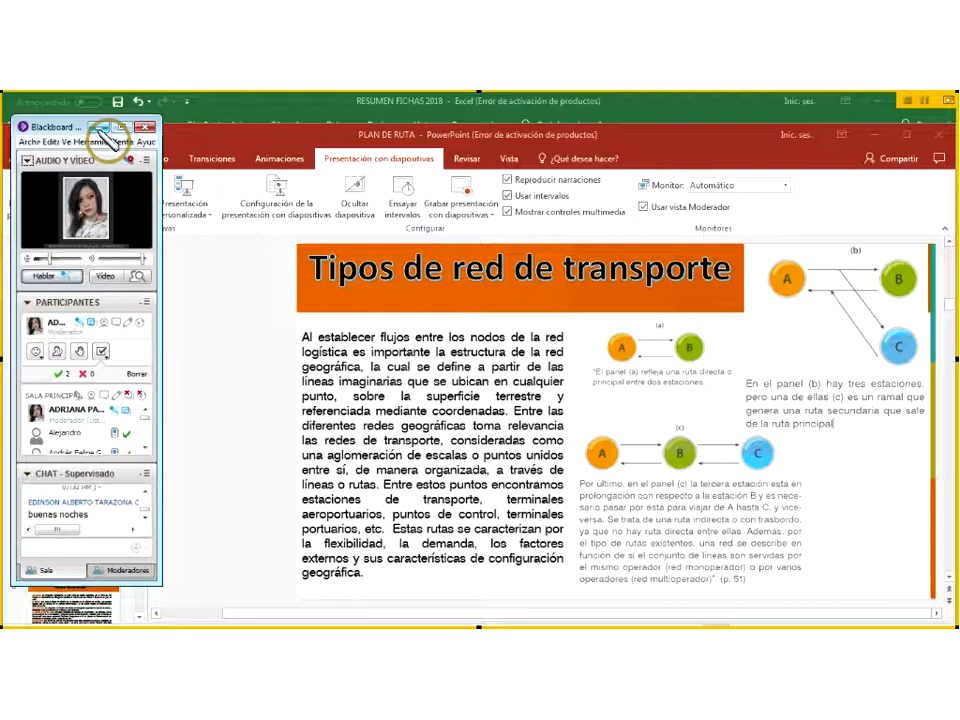 RESUMEN FICHAS 2018 - Excel (Error de activación de productos)
Inic. ses.
PLAN DE RUTA - PowerPoint (Error de activación de productos)
Inic. ses.
Transiciones
Animaciones
Presentación con diapositivas
Revisar
Vista
¿Qué desea hacer?
Compartir
Configuración de la
presentación con diapositivas
Ocultar
diapositiva
Ensayar
intervalos
Grabar presentación
con diapositivas
Reproducir narraciones
Usar intervalos
Mostrar controles multimedia
Configurar
Monitor:
Automático
Usar vista Moderador
Monitores
Blackboard ...
AUDIO Y VÍDEO
Hablar
Vídeo
PARTICIPANTES
AD...
Moderador
2
0
Borrar
SALA PRINCIPA
ADRIANA PA...
Alejandro
CHAT - Supervisado
EDINSON ALBERTO TARAZONA C
buenas noches
Sala
Moderadores
Tipos de red de transporte
Al establecer flujos entre los nodos de la red
logística es importante la estructura de la red
geográfica, la cual se define a partir de las
líneas imaginarias que se ubican en cualquier
punto, sobre la superficie terrestre y
referenciada mediante coordenadas. Entre las
diferentes redes geográficas toma relevancia
las redes de transporte, consideradas como
una aglomeración de escalas o puntos unidos
entre sí, de manera organizada, a través de
líneas o rutas. Entre estos puntos encontramos
estaciones de transporte, terminales
aeroportuarios, puntos de control, terminales
portuarios, etc. Estas rutas se caracterizan por
la flexibilidad, la demanda, los factores
externos y sus características de configuración
geográfica.
(a)
A
B
"El panel (a) refleja una ruta directa o
principal entre dos estaciones.
(b)
A
B
C
En el panel (b) hay tres estaciones,
pero una de ellas (c) es un ramal que
genera una ruta secundaria que sale
de la ruta principal
(c)
A
B
C
Por último, en el panel (c) la tercera estación está en
prolongación con respecto a la estación B y es nece-
sario pasar por ésta para viajar de A hasta C, y vice-
versa. Se trata de una ruta indirecta o con trasbordo,
ya que no hay ruta directa entre ellas. Además, por
el tipo de rutas existentes, una red se describe en
función de si el conjunto de líneas son servidas por
el mismo operador (red monoperador) o por varios
operadores (red multioperador)" (p. 51)